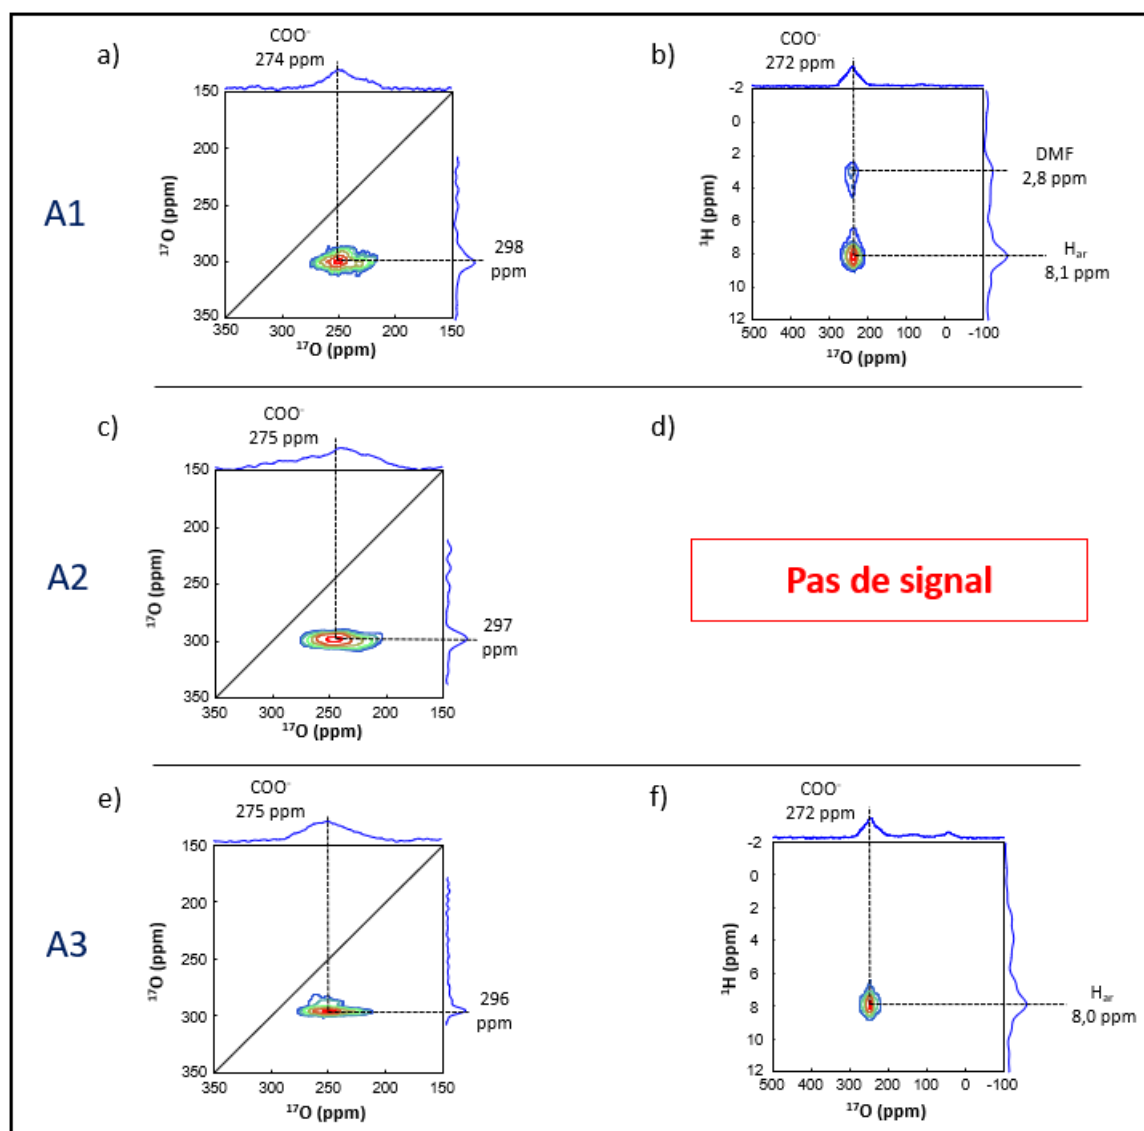 A1
a)
COO⁻
274 ppm
150
200
250
300
350
¹⁷O (ppm)
350 300 250 200 150
¹⁷O (ppm)
298
ppm
b)
COO⁻
272 ppm
-2
0
2
4
6
8
10
12
¹H (ppm)
500 400 300 200 100 0 -100
¹⁷O (ppm)
DMF
2,8 ppm
Hₐᵣ
8,1 ppm
A2
c)
COO⁻
275 ppm
150
200
250
300
350
¹⁷O (ppm)
350 300 250 200 150
¹⁷O (ppm)
297
ppm
d)
Pas de signal
A3
e)
COO⁻
275 ppm
150
200
250
300
350
¹⁷O (ppm)
350 300 250 200 150
¹⁷O (ppm)
296
ppm
f)
COO⁻
272 ppm
-2
0
2
4
6
8
10
12
¹H (ppm)
500 400 300 200 100 0 -100
¹⁷O (ppm)
Hₐᵣ
8,0 ppm